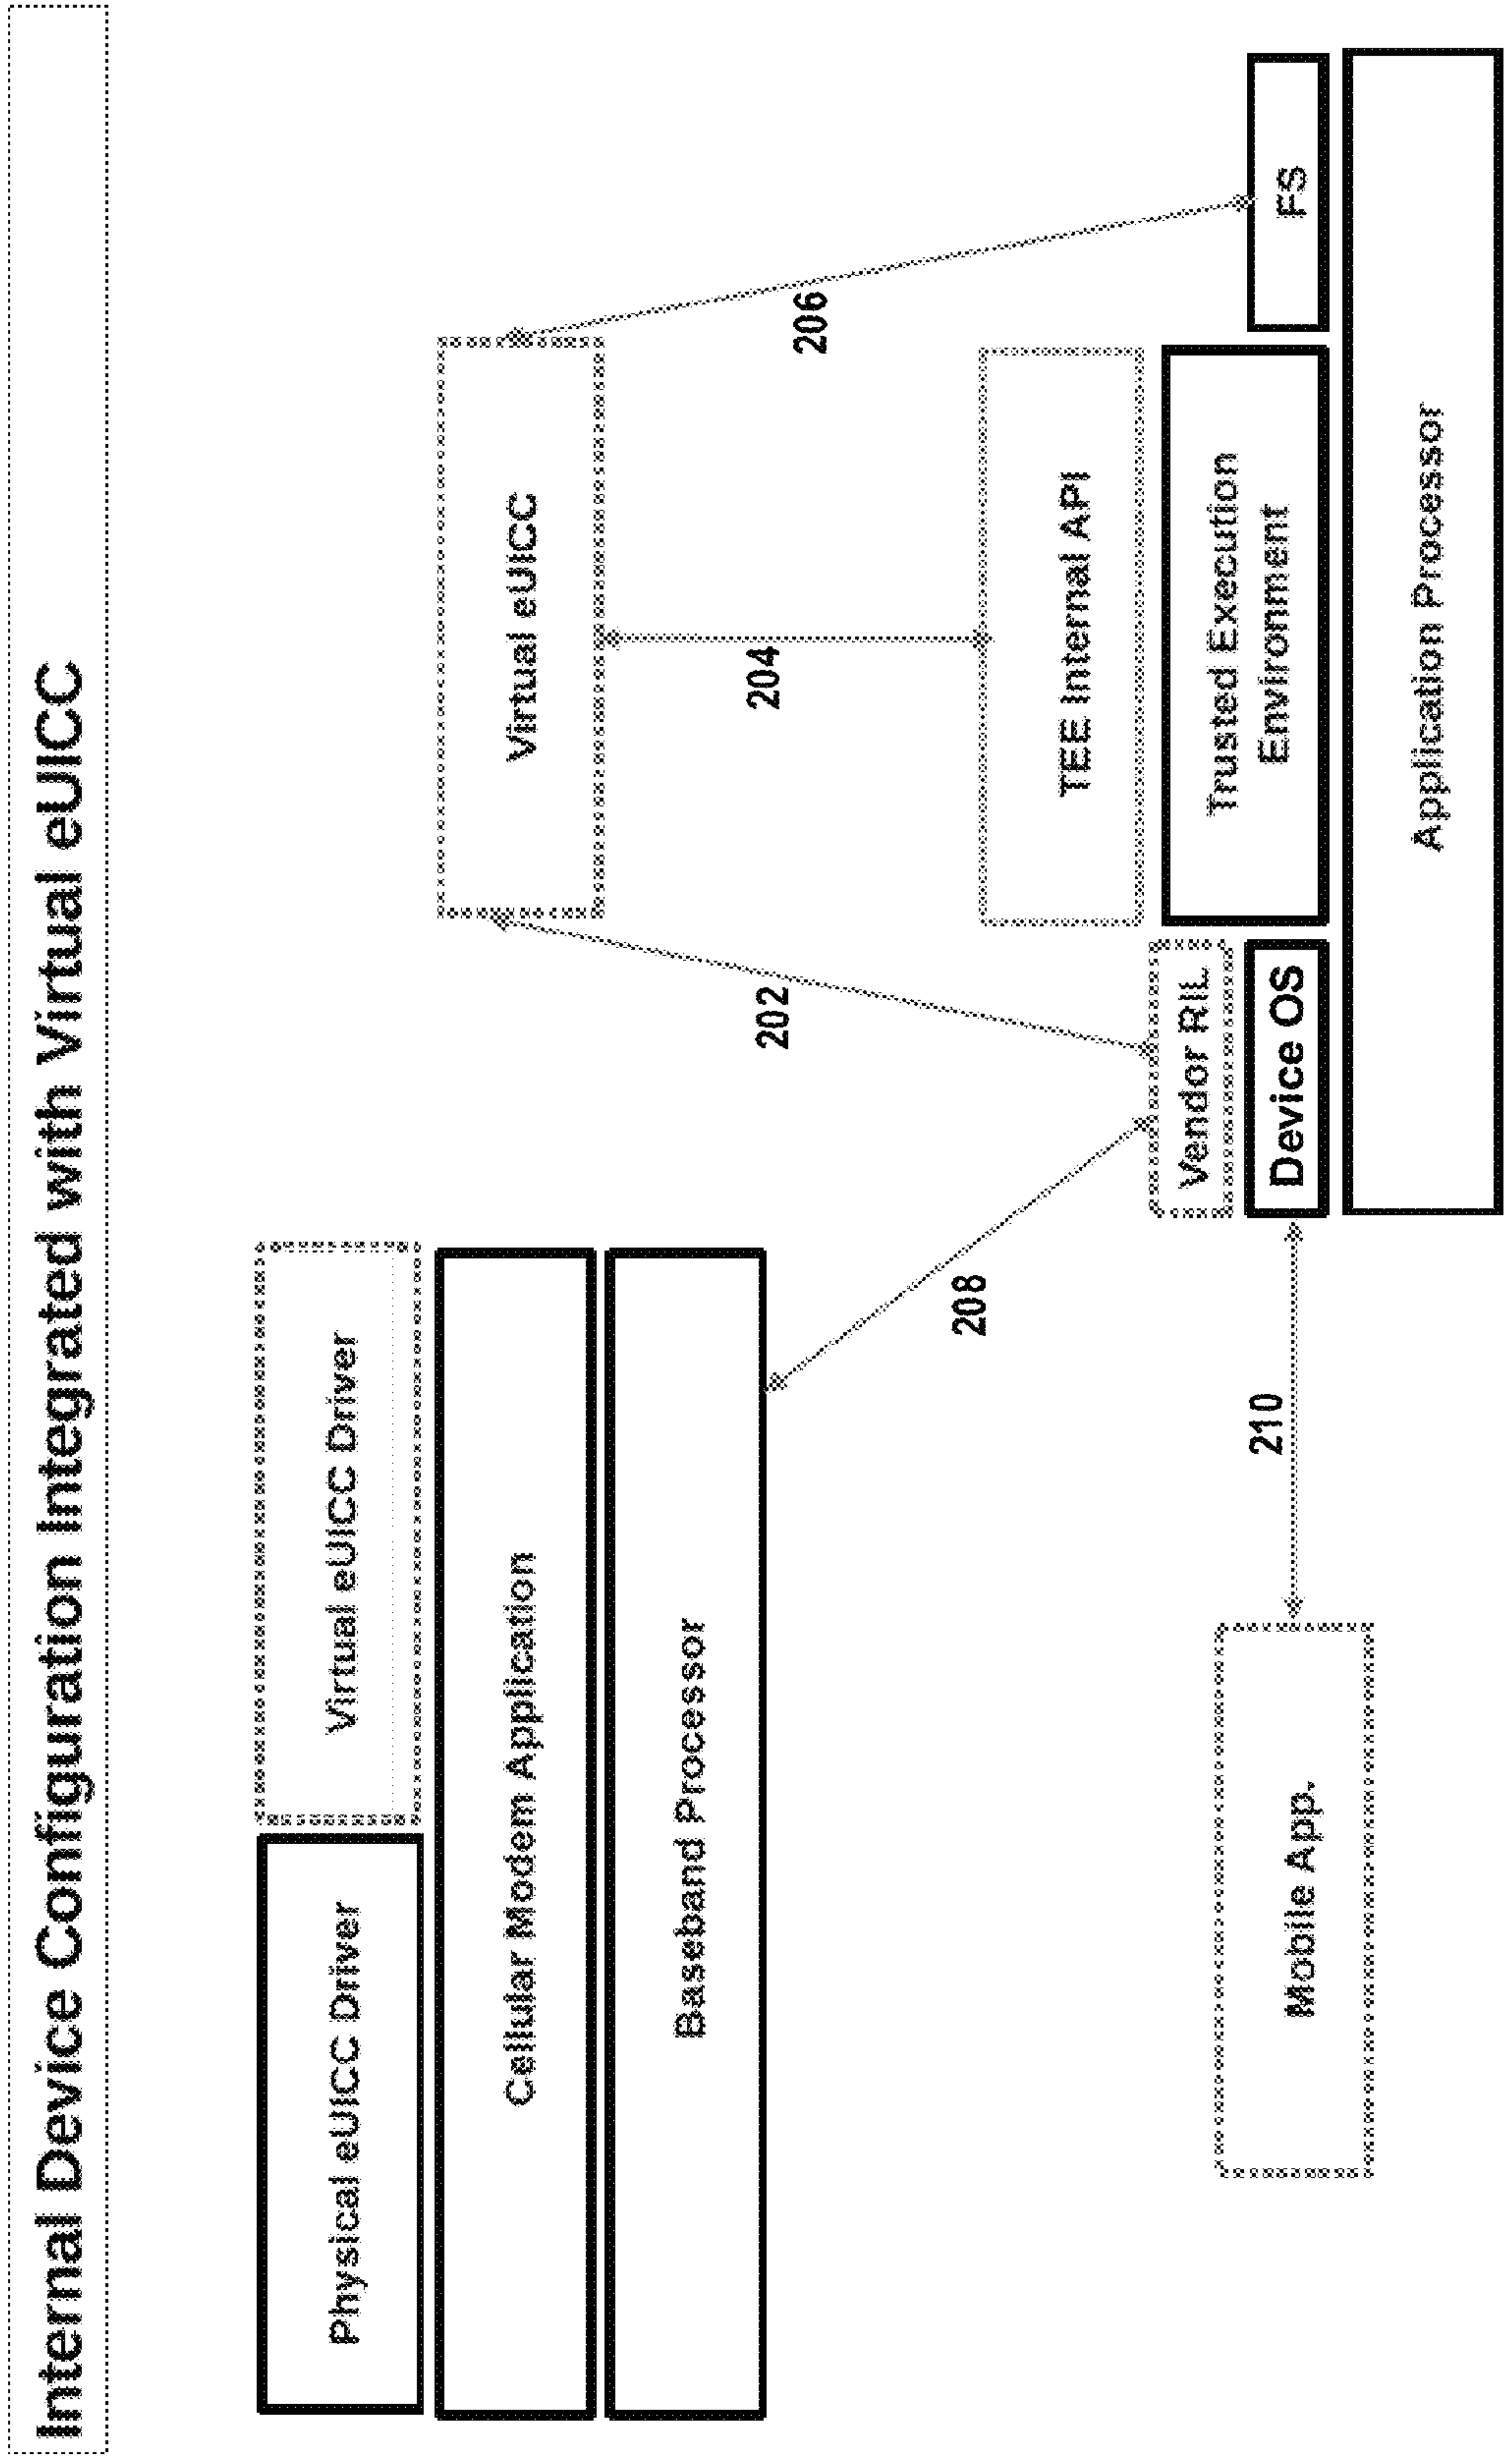 Internal Device Configuration Integrated with Virtual eUICC
Physical eUICC Driver
Virtual eUICC Driver
Cellular Modem Application
Baseband Processor
Virtual eUICC
202
204
206
208
TEE Internal API
Vendor RIL
Device OS
Trusted Execution
Environment
FS
210
Mobile App.
Application Processor